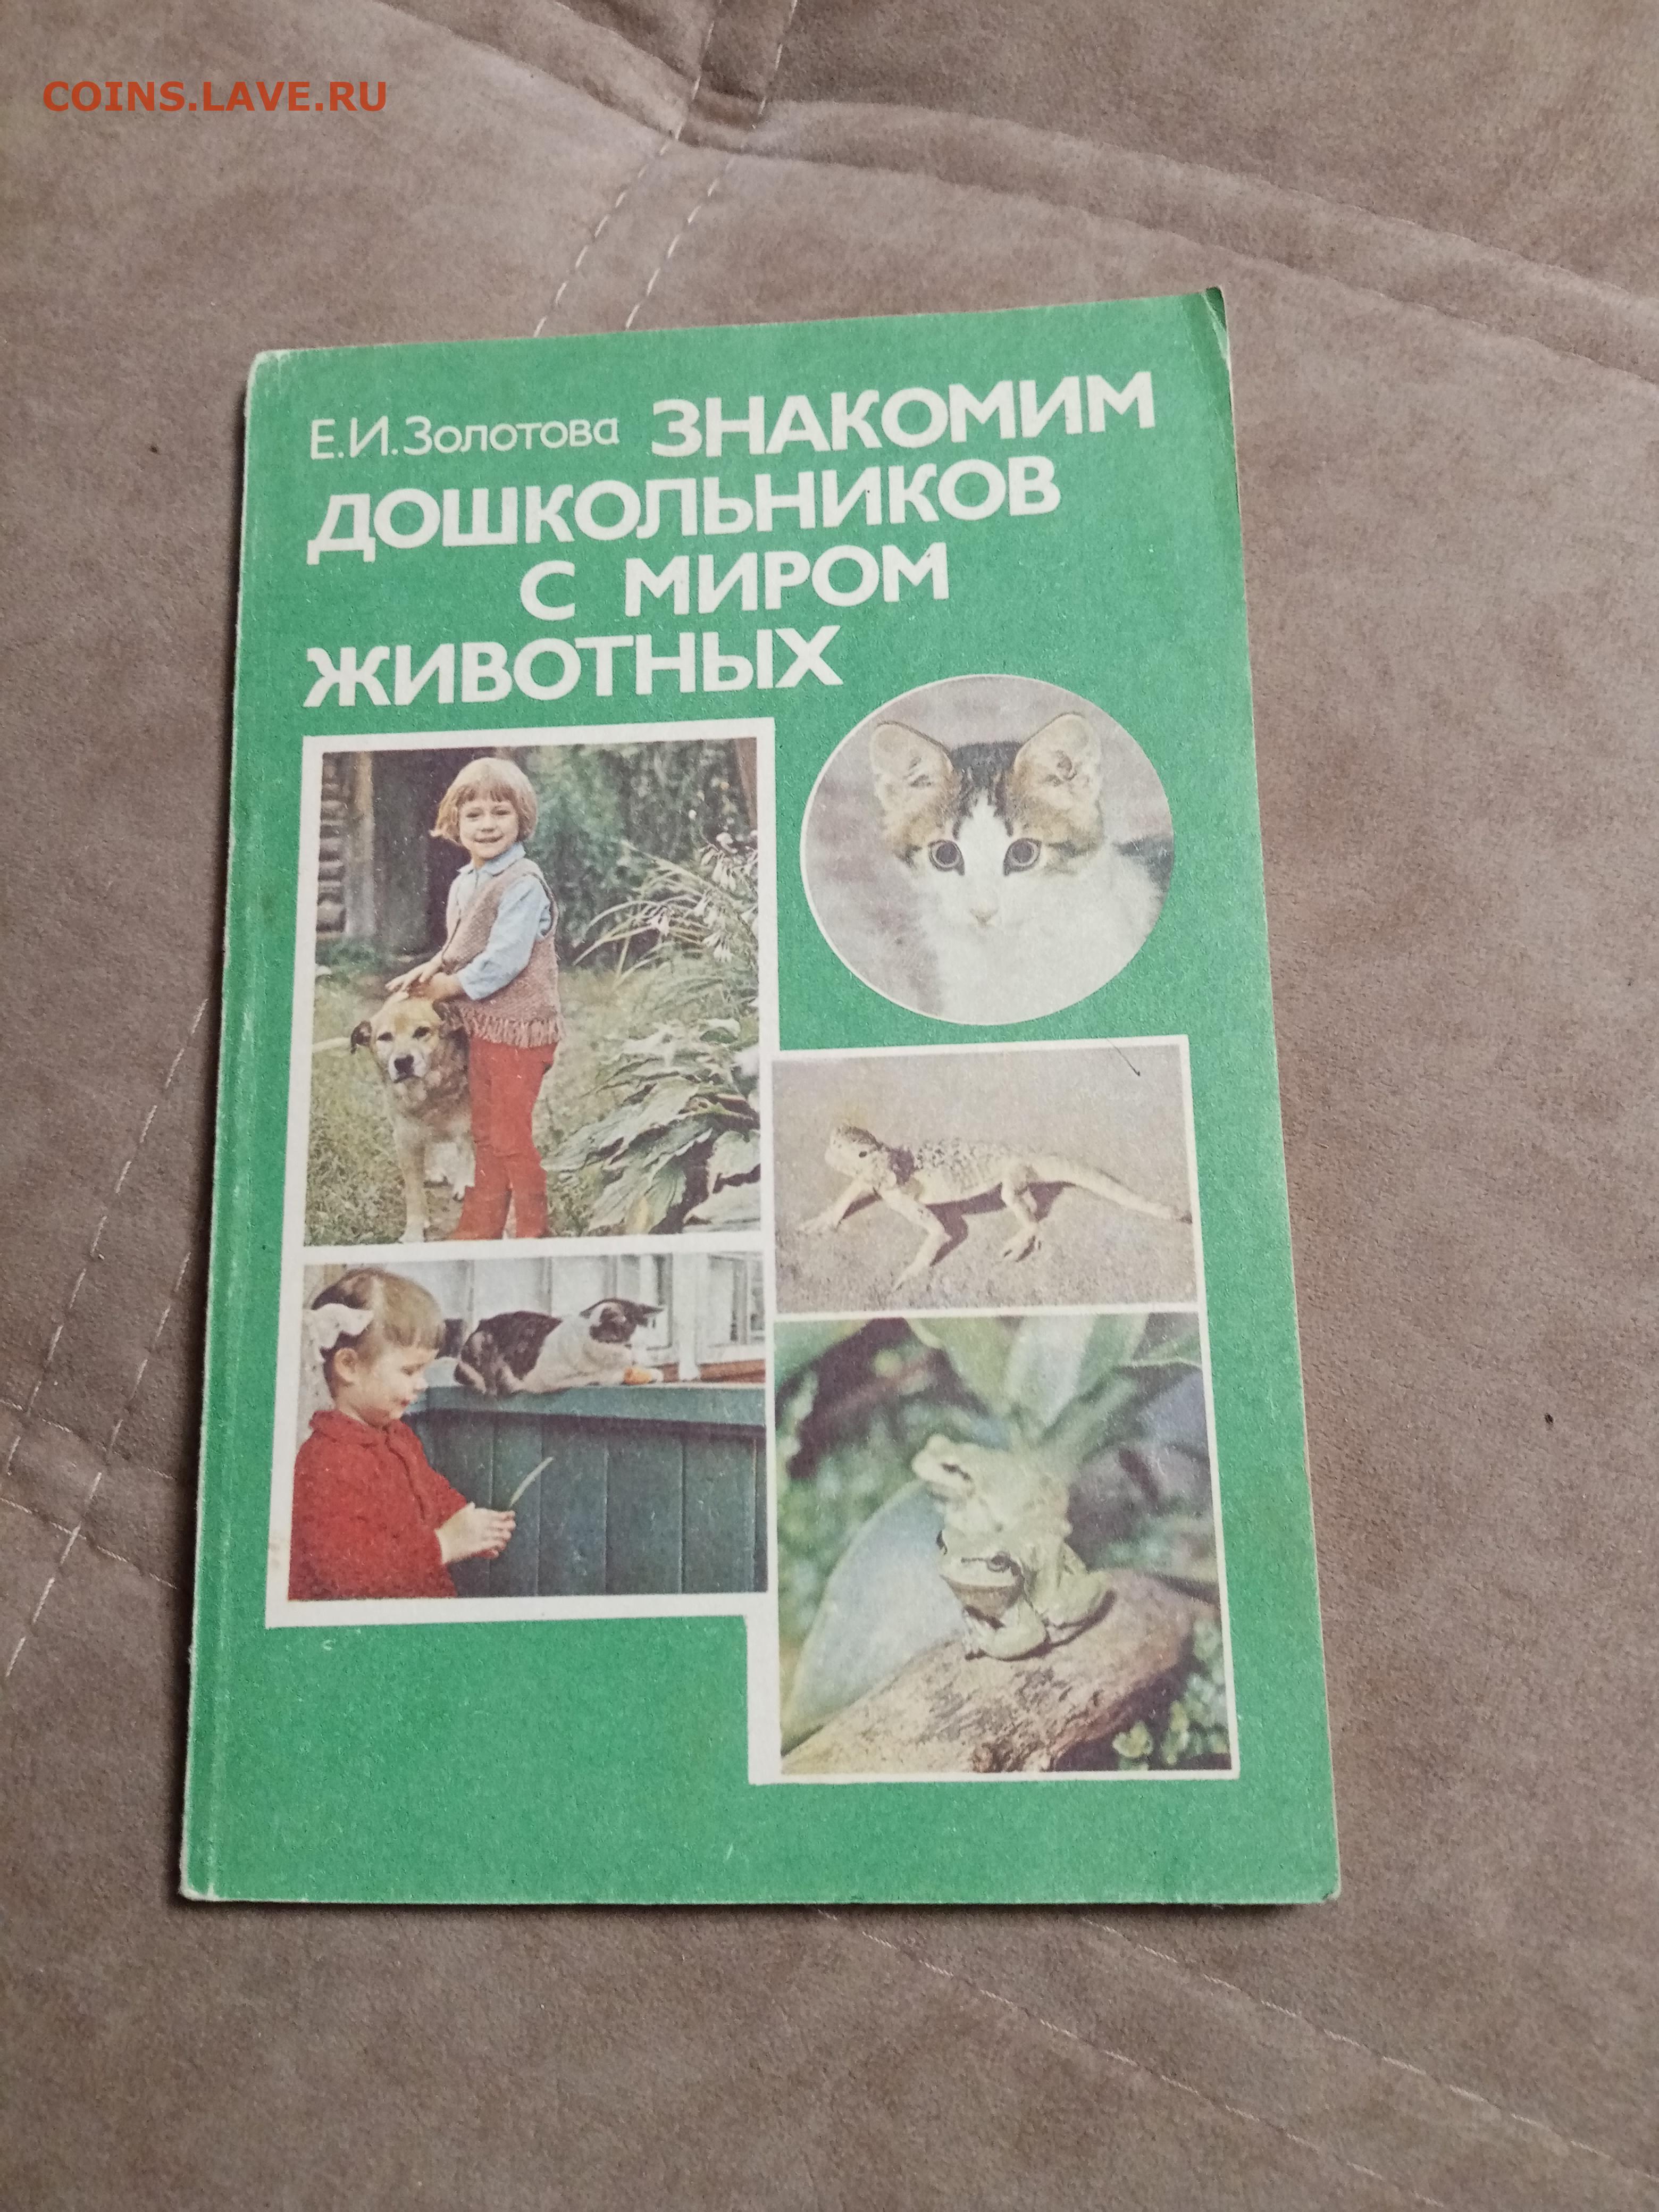 COINS.LAVE.RU
Е.И.Золотова ЗНАКОМИМ
ДОШКОЛЬНИКОВ
С МИРОМ
ЖИВОТНЫХ